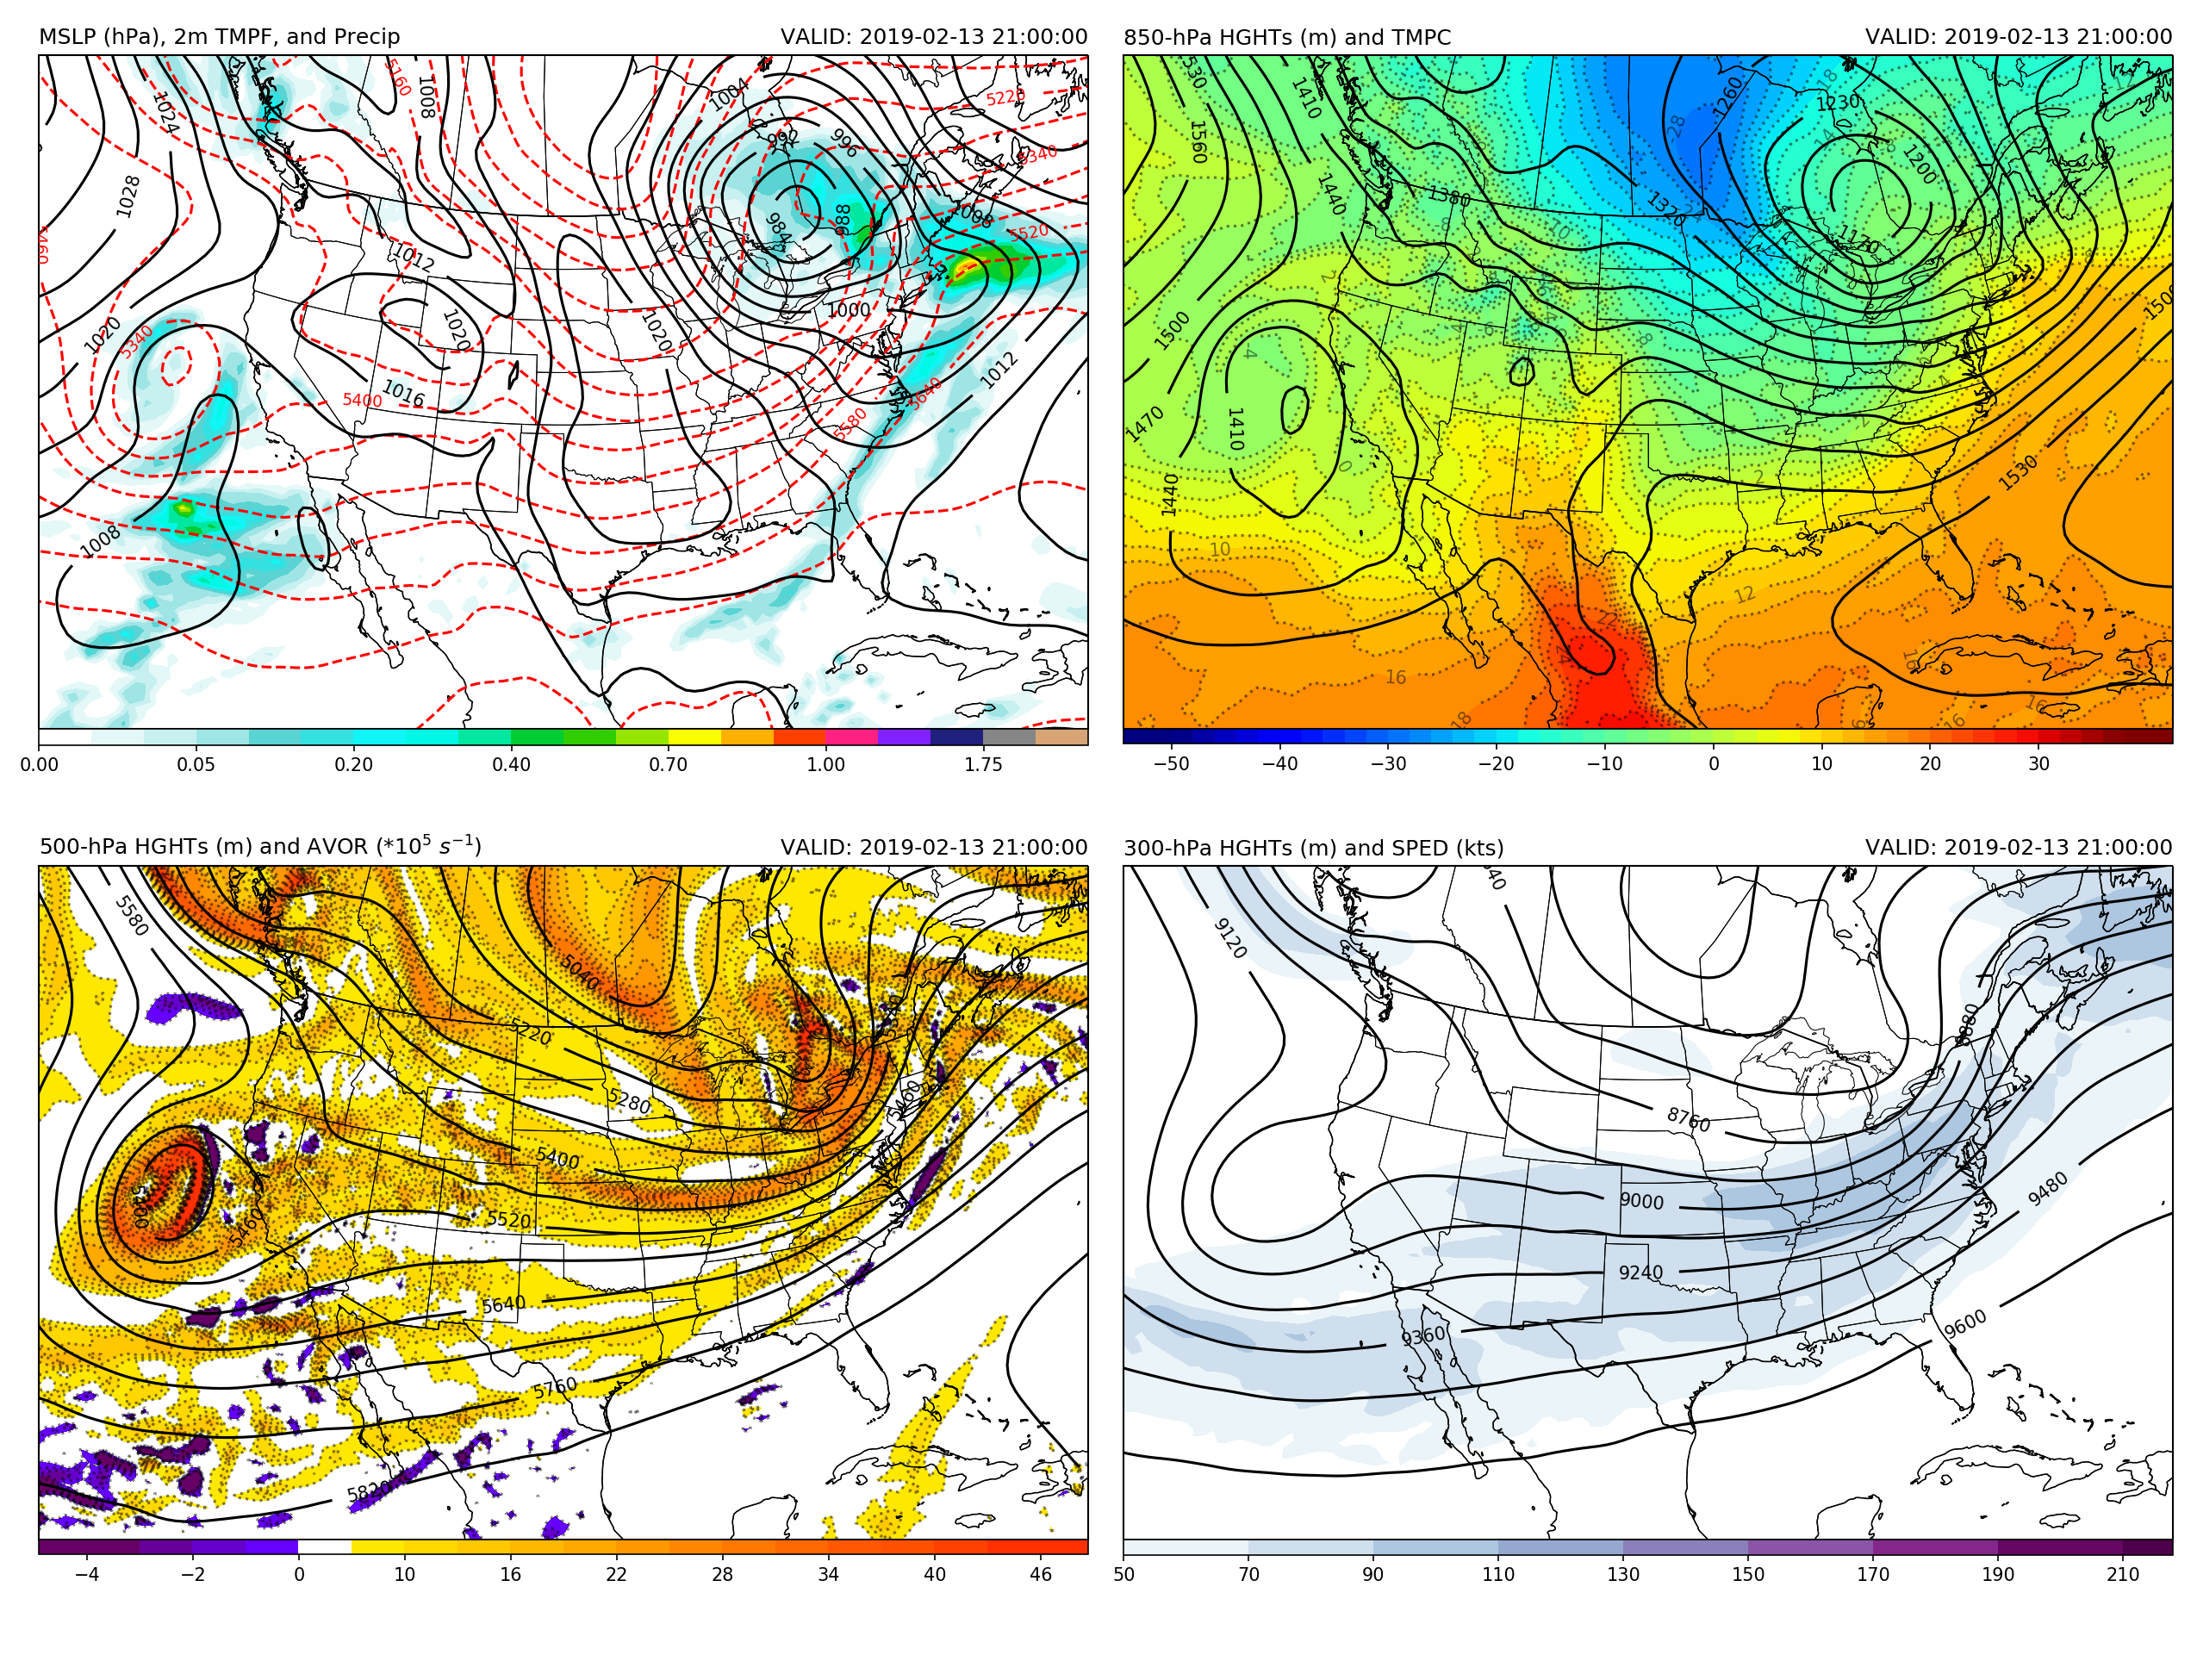 MSLP (hPa), 2m TMPF, and Precip VALID: 2019-02-13 21:00:00
5160 1008 1004 5220
1024 992 996 5340
1028 988 1008 5520
984
1012
1020 5340 1020 1020 1000
1016 5400 1012
5640
5580
1008
0.00 0.05 0.20 0.40 0.70 1.00 1.75
850-hPa HGHTs (m) and TMPC VALID: 2019-02-13 21:00:00
1410 1260 1230 18
1560 28 14 1200
1440 1380 1320 10
1170
1500 1500
4 8
1470 1410
1440 0 2 1530
10 12
22
16 16
18 16 16
−50 −40 −30 −20 −10 0 10 20 30
500-hPa HGHTs (m) and AVOR (*10⁵ s⁻¹) VALID: 2019-02-13 21:00:00
5580
5040
5220
5280 5460
5400
5460 5520
5640
5760
5820
−4 −2 0 10 16 22 28 34 40 46
300-hPa HGHTs (m) and SPED (kts) VALID: 2019-02-13 21:00:00
9120
8880
8760
9000 9480
9240
9360 9600
50 70 90 110 130 150 170 190 210